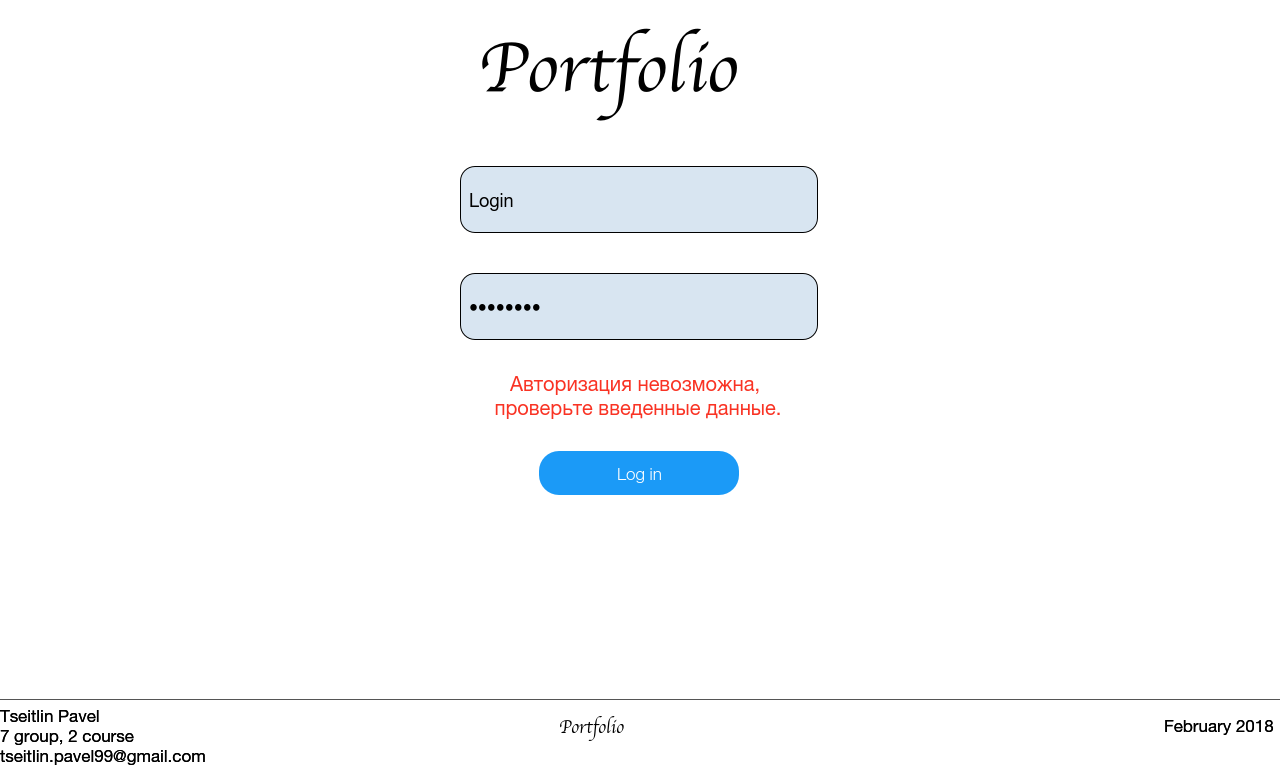 Portfolio
Login
••••••••
Авторизация невозможна,
проверьте введенные данные.
Log in
Tseitlin Pavel
7 group, 2 course
tseitlin.pavel99@gmail.com
Portfolio
February 2018